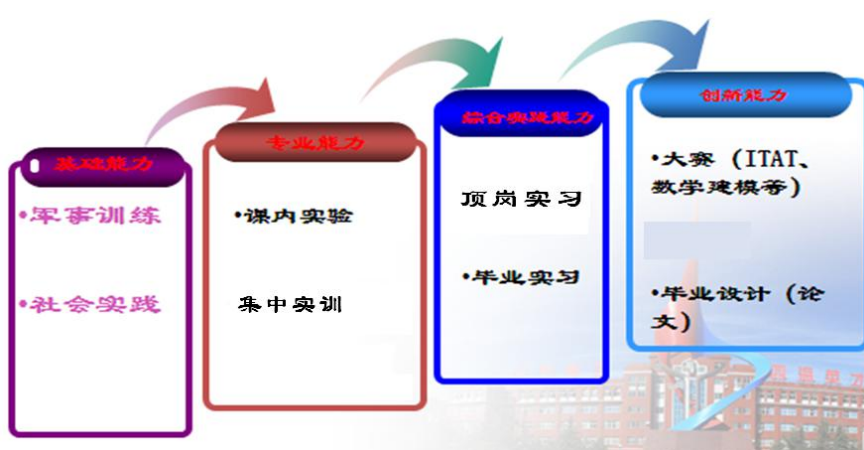 基础能力
•军事训练
•社会实践
专业能力
•课内实验
集中实训
综合实践能力
顶岗实习
•毕业实习
创新能力
•大赛（ITAT、
数学建模等）
•毕业设计（论
文）